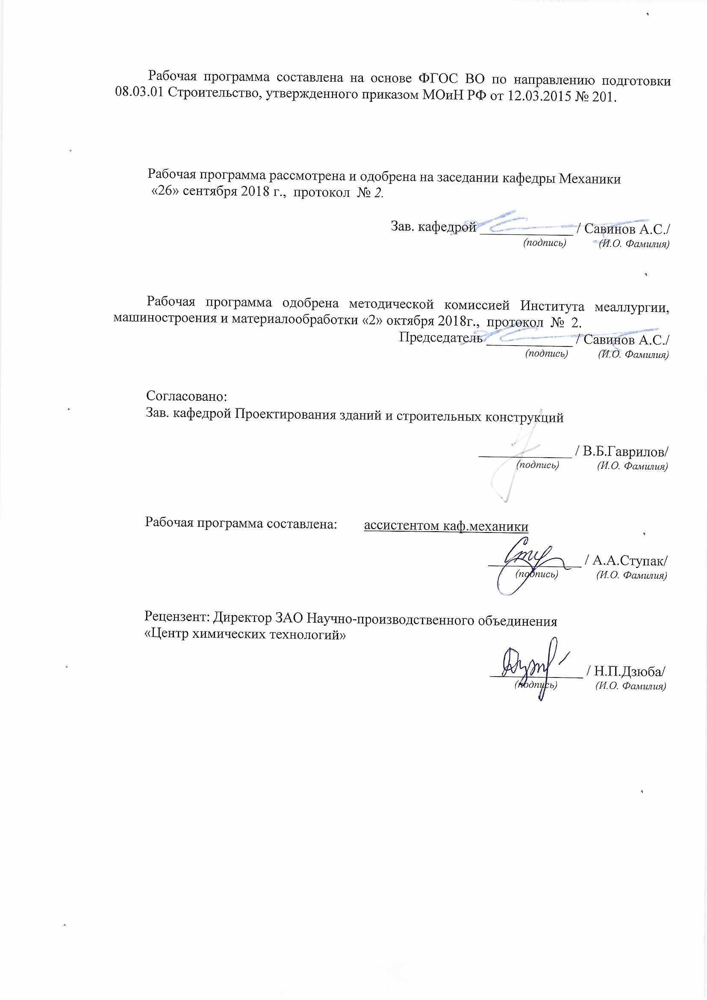 Рабочая программа составлена на основе ФГОС ВО по направлению подготовки
08.03.01 Строительство, утвержденного приказом МОиН РФ от 12.03.2015 № 201.
Рабочая программа рассмотрена и одобрена на заседании кафедры Механики
«26» сентября 2018 г., протокол № 2.
Зав. кафедрой ____________ / Савинов А.С./
(подпись) (И.О. Фамилия)
Рабочая программа одобрена методической комиссией Института меаллургии,
машиностроения и материалообработки «2» октября 2018г., протокол № 2.
Председатель ____________ / Савинов А.С./
(подпись) (И.О. Фамилия)
Согласовано:
Зав. кафедрой Проектирования зданий и строительных конструкций
____________ / В.Б.Гаврилов/
(подпись) (И.О. Фамилия)
Рабочая программа составлена: ассистентом каф.механики
____________ / А.А.Ступак/
(подпись) (И.О. Фамилия)
Рецензент: Директор ЗАО Научно-производственного объединения
«Центр химических технологий»
____________ / Н.П.Дзюба/
(подпись) (И.О. Фамилия)